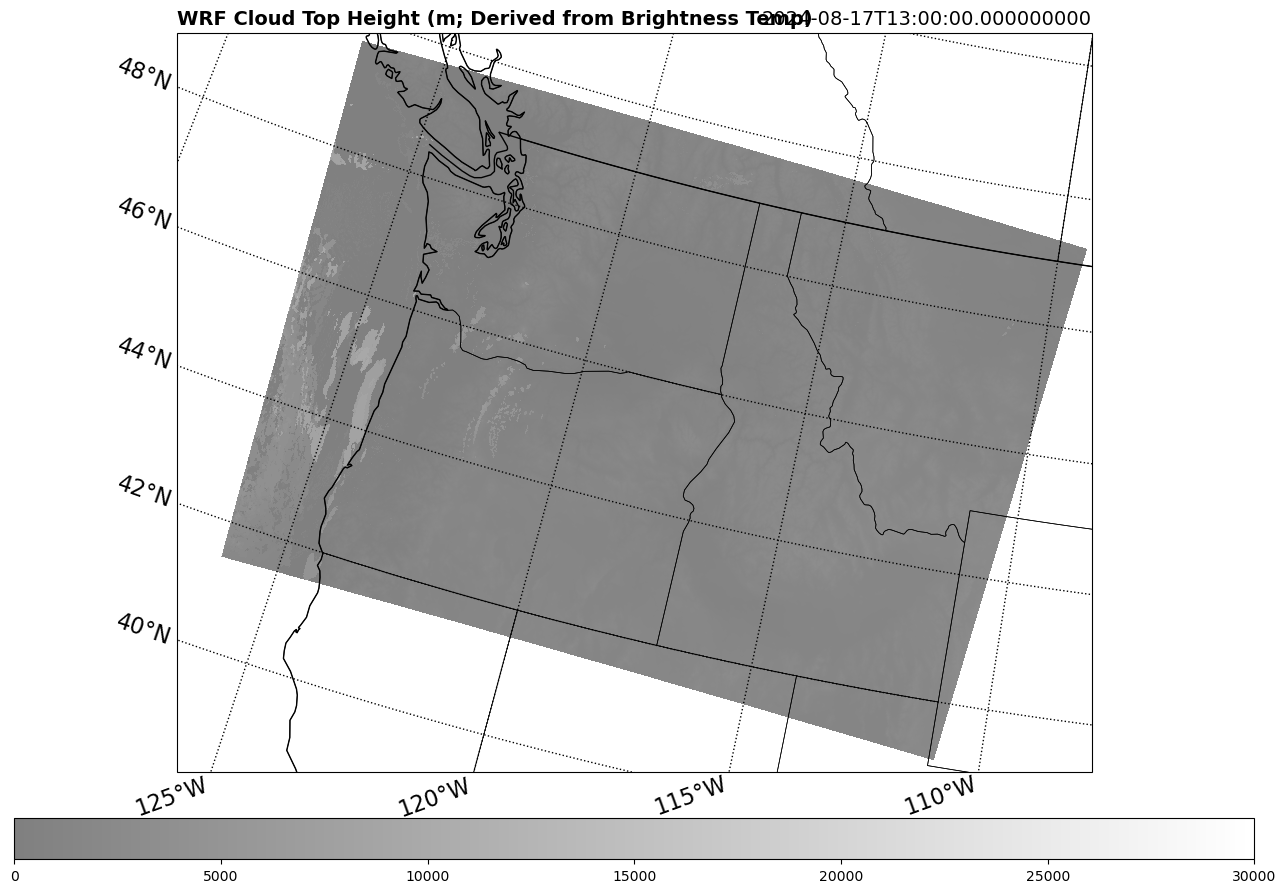 WRF Cloud Top Height (m; Derived from Brightness Temp)
2024-08-17T13:00:00.000000000
48°N
46°N
44°N
42°N
40°N
125°W 120°W 115°W 110°W
0 5000 10000 15000 20000 25000 30000